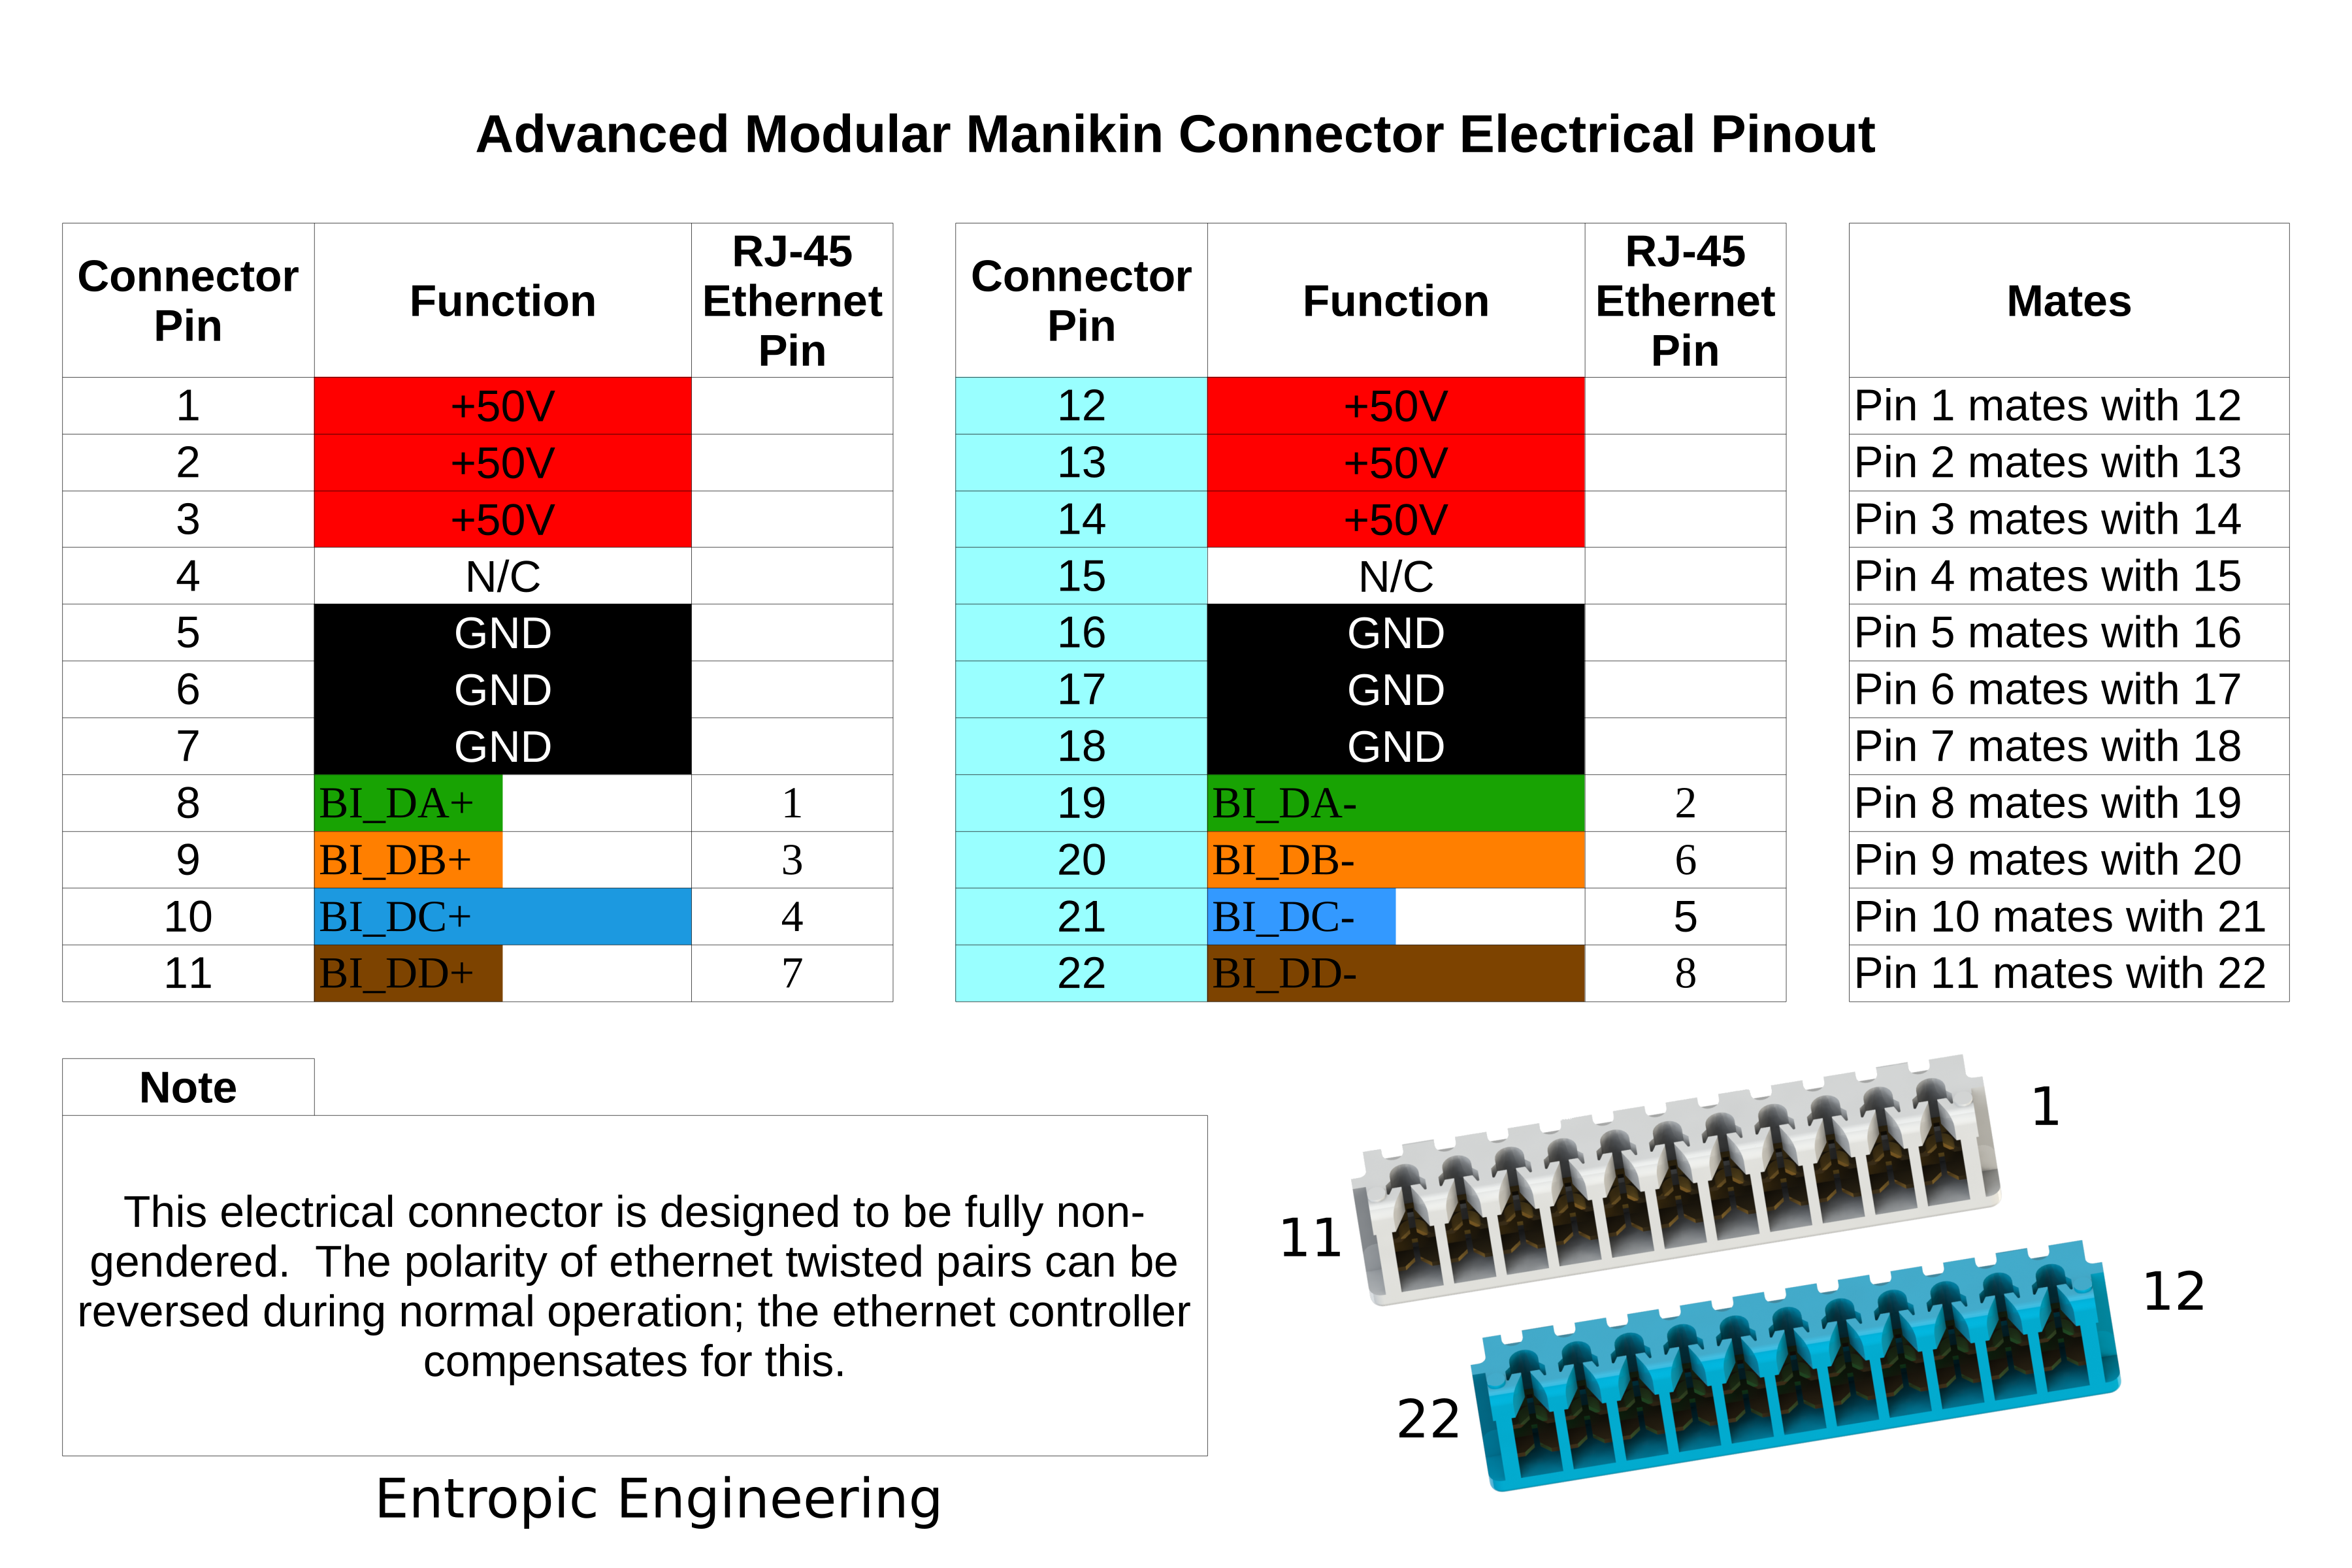 Advanced Modular Manikin Connector Electrical Pinout
Connector Pin Function RJ-45 Ethernet Pin
1 +50V
2 +50V
3 +50V
4 N/C
5 GND
6 GND
7 GND
8 BI_DA+ 1
9 BI_DB+ 3
10 BI_DC+ 4
11 BI_DD+ 7
Connector Pin Function RJ-45 Ethernet Pin
12 +50V
13 +50V
14 +50V
15 N/C
16 GND
17 GND
18 GND
19 BI_DA- 2
20 BI_DB- 6
21 BI_DC- 5
22 BI_DD- 8
Mates
Pin 1 mates with 12
Pin 2 mates with 13
Pin 3 mates with 14
Pin 4 mates with 15
Pin 5 mates with 16
Pin 6 mates with 17
Pin 7 mates with 18
Pin 8 mates with 19
Pin 9 mates with 20
Pin 10 mates with 21
Pin 11 mates with 22
Note
This electrical connector is designed to be fully non-
gendered. The polarity of ethernet twisted pairs can be
reversed during normal operation; the ethernet controller
compensates for this.
Entropic Engineering
1
11
12
22